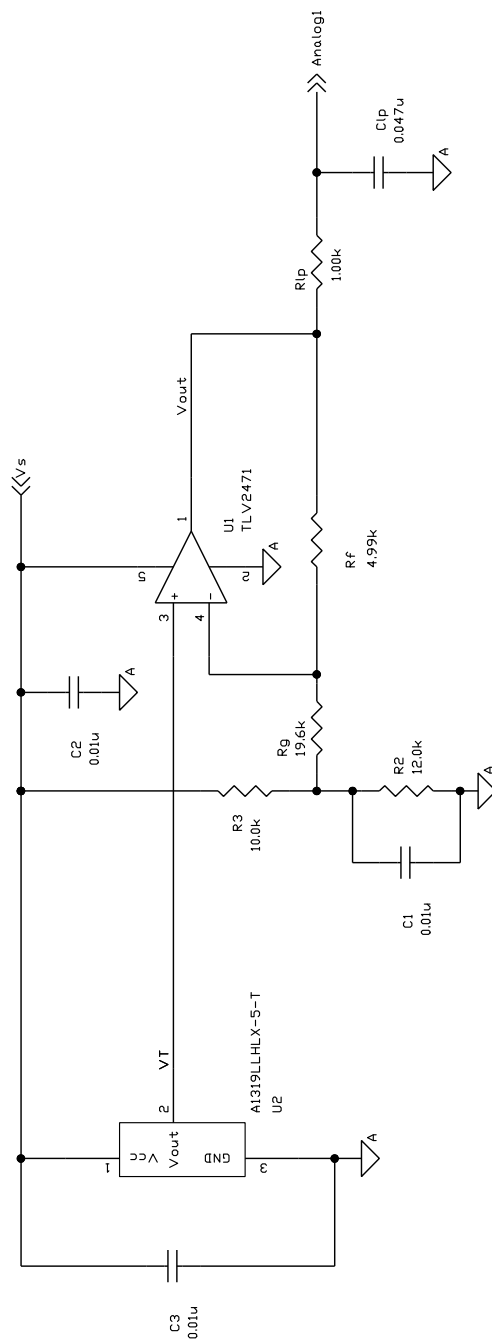 C3
0.01u
1
Vcc
Vout
GND
2
3
VT
A1319LLHLX-5-T
U2
A
R3
10.0k
C1
0.01u
R2
12.0k
A
C2
0.01u
A
Rg
19.6k
3
4
+
-
5
2
1
A
U1
TLV2471
Vs
Vout
Rf
4.99k
Rlp
1.00k
Clp
0.047u
A
Analog1